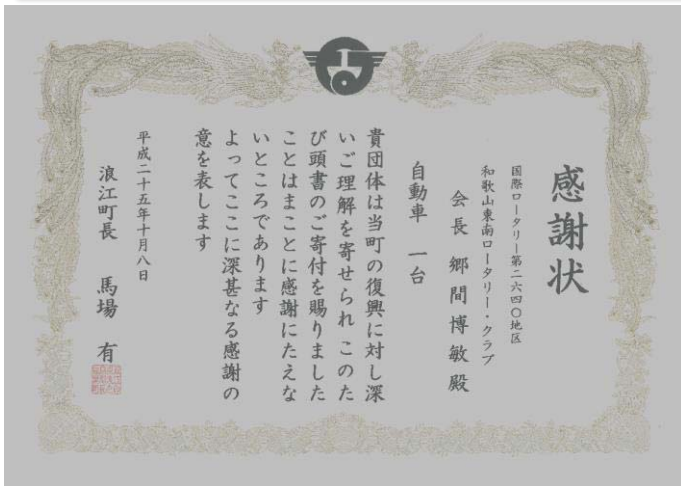 感謝状
国際ロータリー第二六四〇地区
和歌山東南ロータリー・クラブ
会長 郷間博敏殿
自動車 一台
貴団体は当町の復興に対し深
いご理解を寄せられ このた
び頭書のご寄付を賜りました
ことはまことに感謝にたえな
いところであります
よってここに深甚なる感謝の
意を表します
平成二十五年十月八日
浪江町長 馬場 有